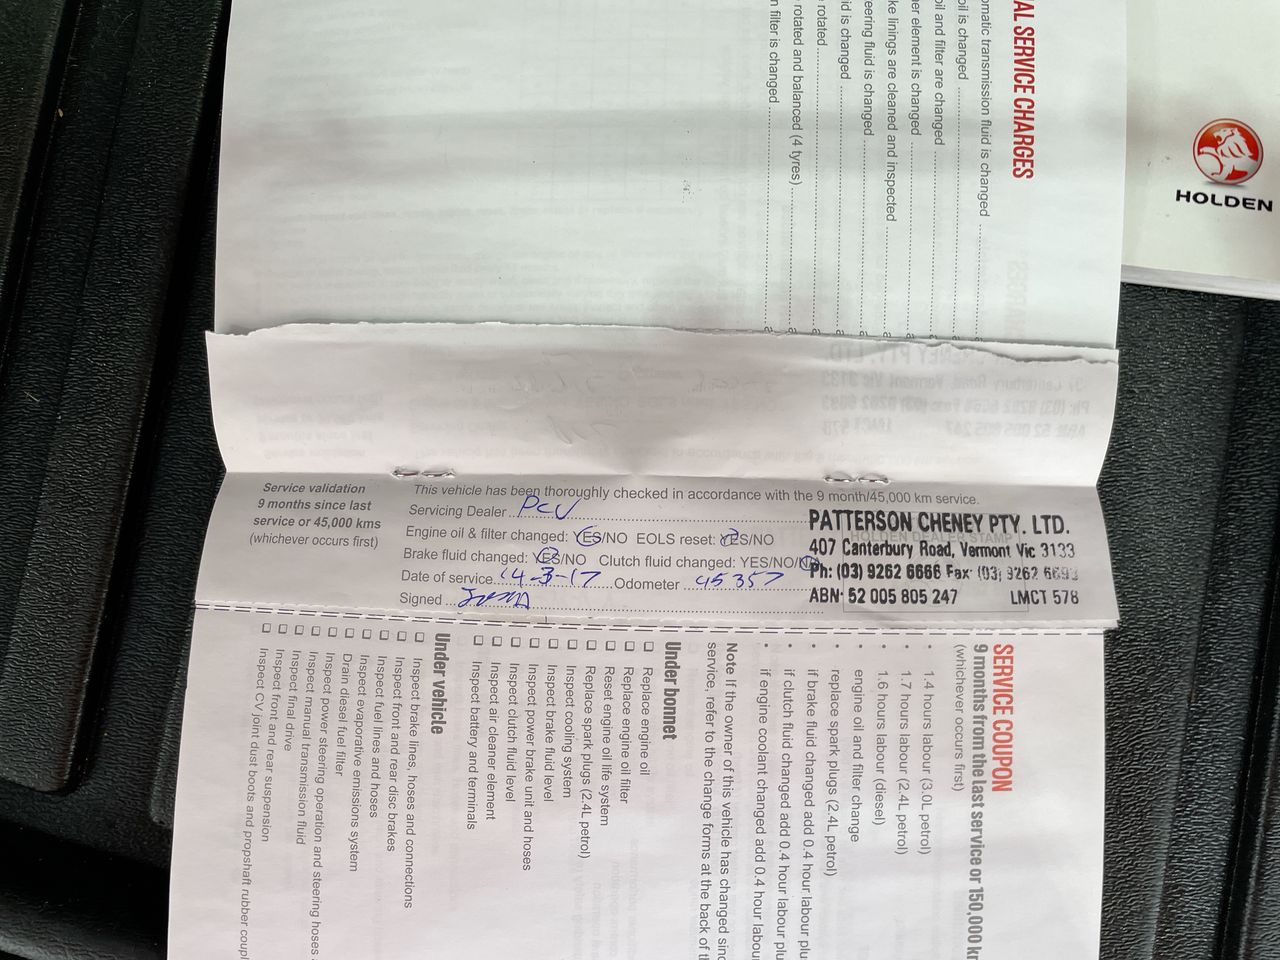 HOLDEN
AL SERVICE CHARGES
omatic transmission fluid is changed
oil is changed
oil and filter are changed
er element is changed
ke linings are cleaned and inspected
eering fluid is changed
id is changed
rotated
rotated and balanced (4 tyres)
n filter is changed
Service validation
9 months since last
service or 45,000 kms
(whichever occurs first)
This vehicle has been thoroughly checked in accordance with the 9 month/45,000 km service.
Servicing Dealer PCV
Engine oil & filter changed: YES/NO EOLS reset: YES/NO
Brake fluid changed: YES/NO Clutch fluid changed: YES/NO/NA
Date of service 14-3-17 Odometer 45357
Signed
PATTERSON CHENEY PTY. LTD.
407 Canterbury Road, Vermont Vic 3133
Ph: (03) 9262 6666 Fax: (03) 9262 6693
ABN: 52 005 805 247 LMCT 578
SERVICE COUPON
9 months from the last service or 150,000 k
(whichever occurs first)
• 1.4 hours labour (3.0L petrol)
• 1.7 hours labour (2.4L petrol)
• 1.6 hours labour (diesel)
• engine oil and filter change
• replace spark plugs (2.4L petrol)
• if brake fluid changed add 0.4 hour labour plu
• if clutch fluid changed add 0.4 hour labour plu
• if engine coolant changed add 0.4 hour labou
Note If the owner of this vehicle has changed sinc
service, refer to the change forms at the back of t
Under bonnet
❏ Replace engine oil
❏ Replace engine oil filter
❏ Reset engine oil life system
❏ Replace spark plugs (2.4L petrol)
❏ Inspect cooling system
❏ Inspect brake fluid level
❏ Inspect power brake unit and hoses
❏ Inspect clutch fluid level
❏ Inspect air cleaner element
❏ Inspect battery and terminals
Under vehicle
❏ Inspect brake lines, hoses and connections
❏ Inspect front and rear disc brakes
❏ Inspect fuel lines and hoses
❏ Inspect evaporative emissions system
❏ Drain diesel fuel filter
❏ Inspect power steering operation and steering hoses
❏ Inspect manual transmission fluid
❏ Inspect final drive
❏ Inspect front and rear suspension
❏ Inspect CV joint dust boots and propshaft rubber coupl